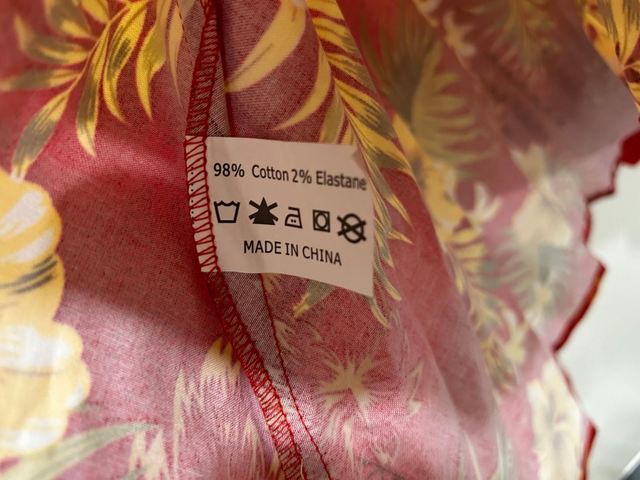 98% Cotton 2% Elastane
MADE IN CHINA